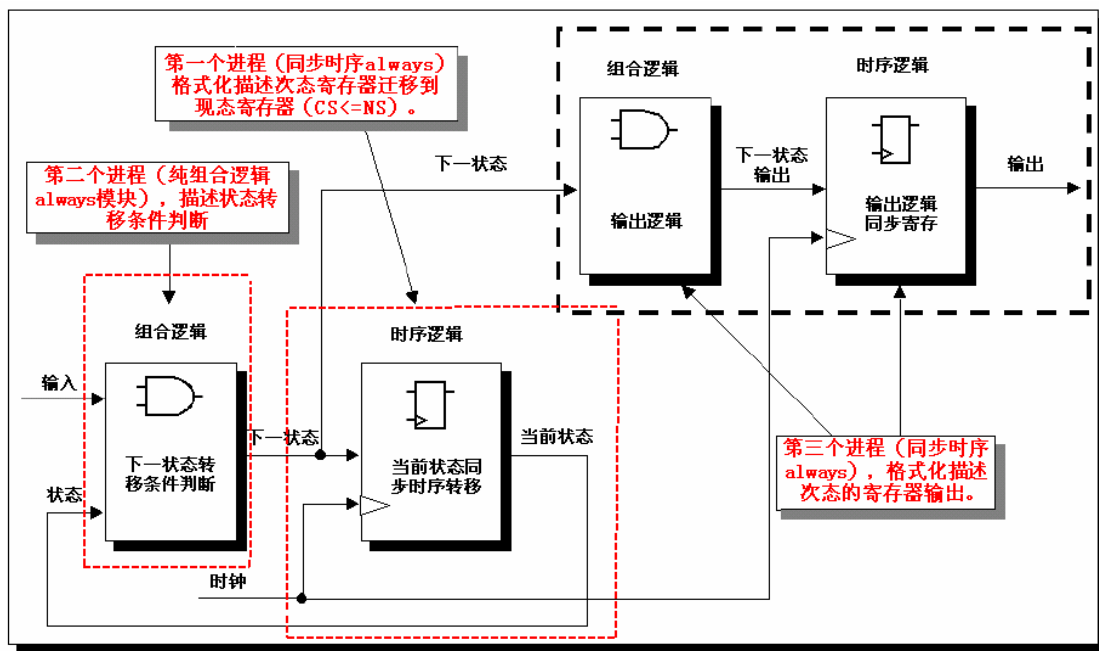 第一个进程（同步时序always）
格式化描述次态寄存器迁移到
现态寄存器（CS<=NS）。
第二个进程（纯组合逻辑
always模块），描述状态转
移条件判断
组合逻辑
时序逻辑
下一状态
下一状态
输出
输出
输出逻辑
输出逻辑
同步寄存
组合逻辑
时序逻辑
输入
下一状态
当前状态
下一状态转
移条件判断
当前状态同
步时序转移
状态
时钟
第三个进程（同步时序
always），格式化描述
次态的寄存器输出。